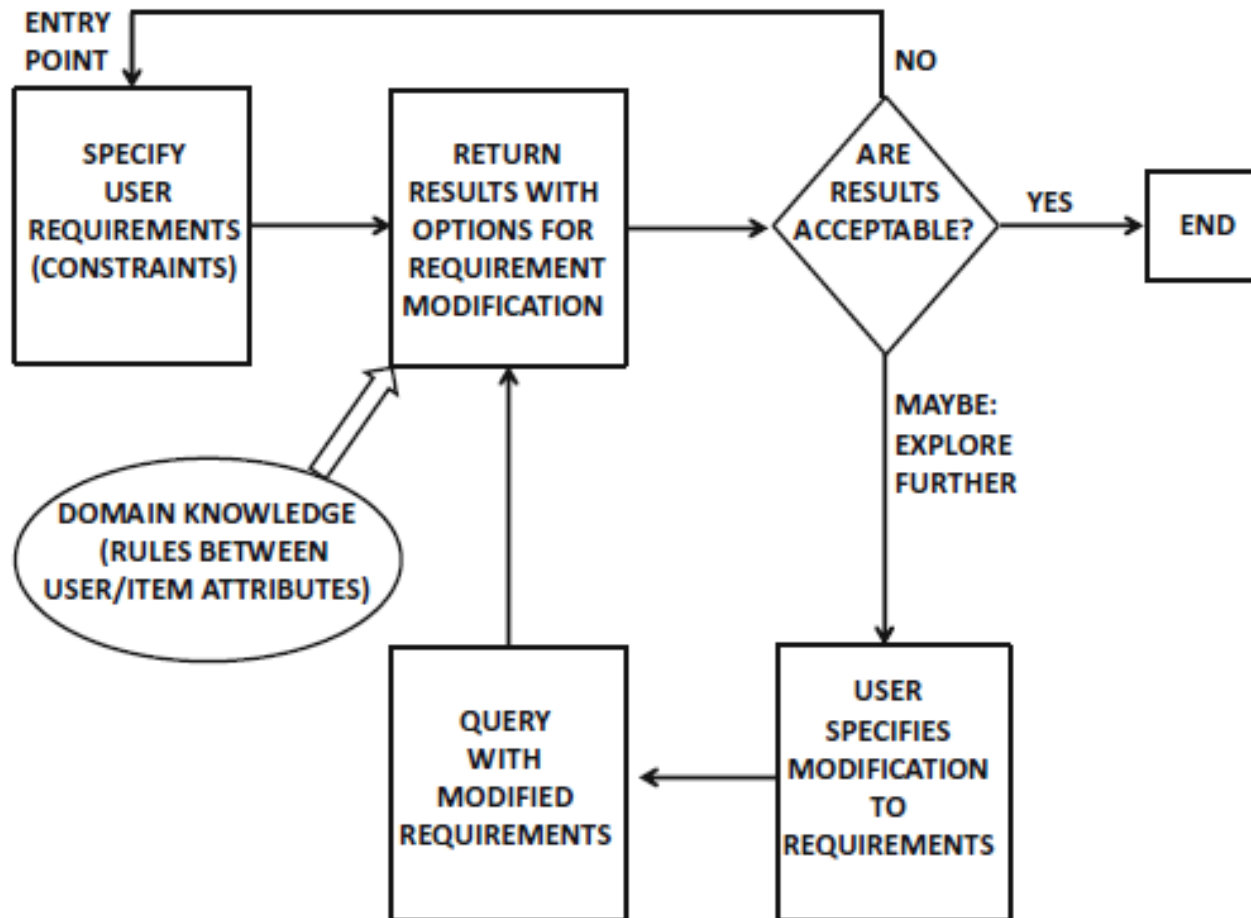 ENTRY
POINT
NO
SPECIFY
USER
REQUIREMENTS
(CONSTRAINTS)
RETURN
RESULTS WITH
OPTIONS FOR
REQUIREMENT
MODIFICATION
ARE
RESULTS
ACCEPTABLE?
YES
END
MAYBE:
EXPLORE
FURTHER
DOMAIN KNOWLEDGE
(RULES BETWEEN
USER/ITEM ATTRIBUTES)
QUERY
WITH
MODIFIED
REQUIREMENTS
USER
SPECIFIES
MODIFICATION
TO
REQUIREMENTS